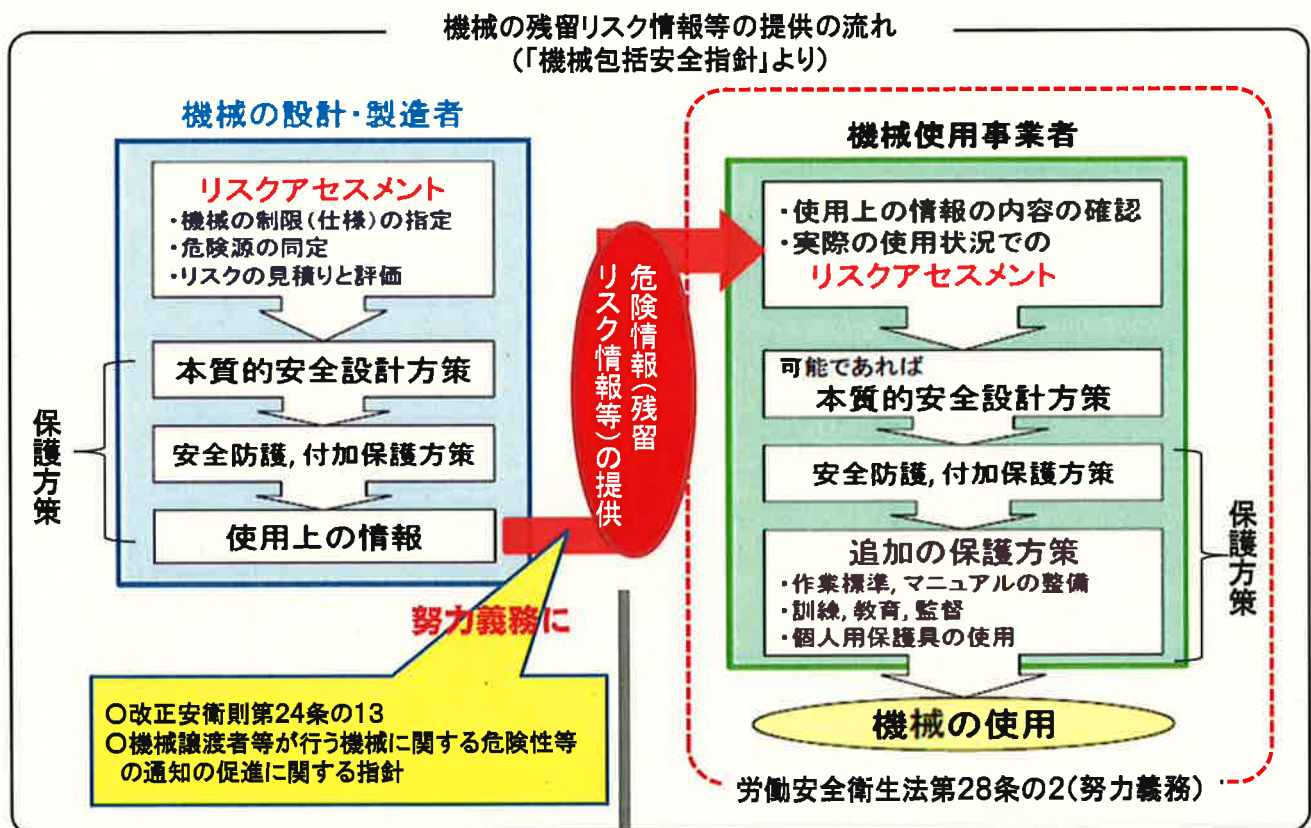 機械の残留リスク情報等の提供の流れ
(「機械包括安全指針」より)
機械の設計・製造者
リスクアセスメント
・機械の制限(仕様)の指定
・危険源の同定
・リスクの見積りと評価
本質的安全設計方策
安全防護,付加保護方策
使用上の情報
保護方策
危険情報(残留
リスク情報等)の提供
努力義務に
○改正安衛則第24条の13
○機械譲渡者等が行う機械に関する危険性等
の通知の促進に関する指針
機械使用事業者
・使用上の情報の内容の確認
・実際の使用状況での
リスクアセスメント
可能であれば
本質的安全設計方策
安全防護,付加保護方策
追加の保護方策
・作業標準,マニュアルの整備
・訓練,教育,監督
・個人用保護具の使用
保護方策
機械の使用
労働安全衛生法第28条の2(努力義務)